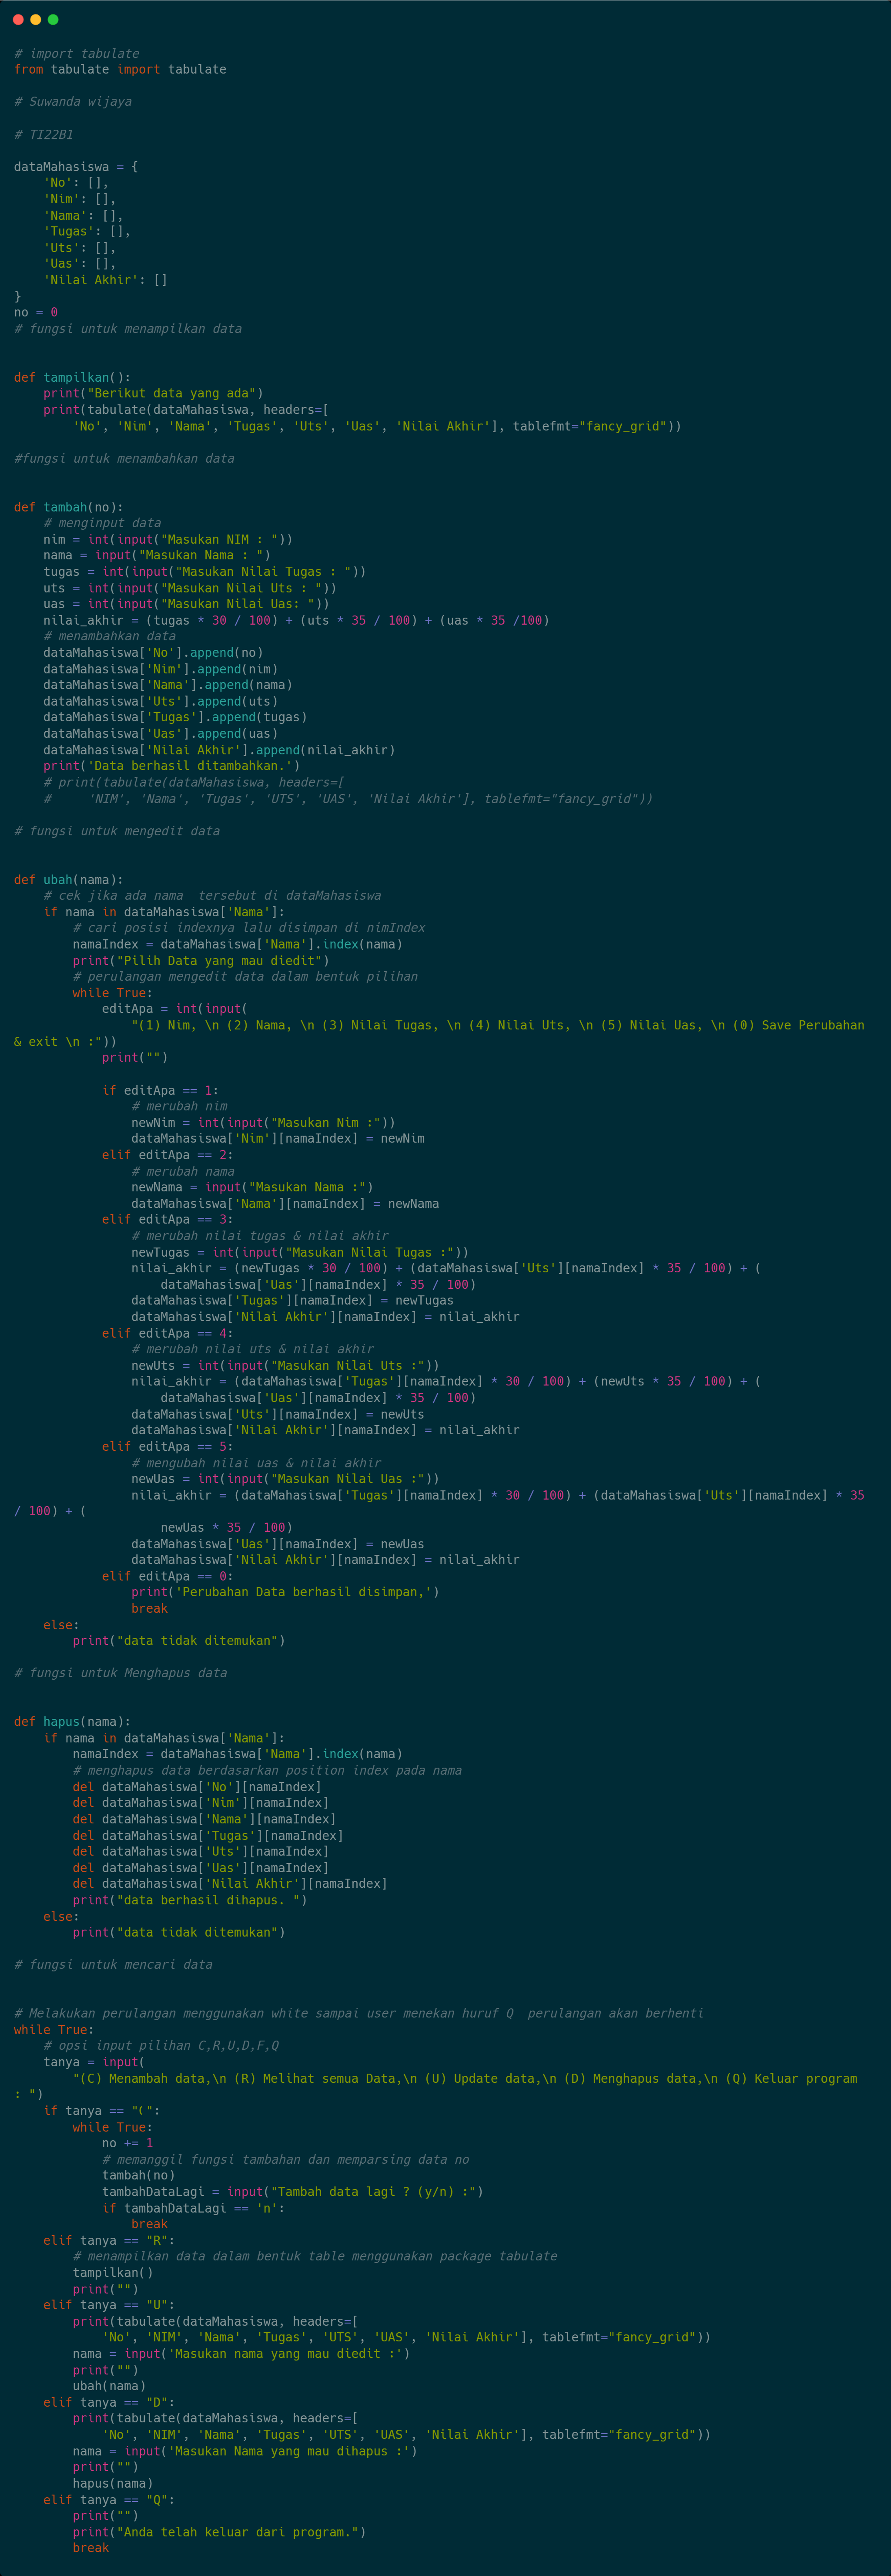 # import tabulate
from tabulate import tabulate
# Suwanda wijaya
# TI22B1
dataMahasiswa = {
    'No': [],
    'Nim': [],
    'Nama': [],
    'Tugas': [],
    'Uts': [],
    'Uas': [],
    'Nilai Akhir': []
}
no = 0
# fungsi untuk menampilkan data
def tampilkan():
    print("Berikut data yang ada")
    print(tabulate(dataMahasiswa, headers=[
        'No', 'Nim', 'Nama', 'Tugas', 'Uts', 'Uas', 'Nilai Akhir'], tablefmt="fancy_grid"))
#fungsi untuk menambahkan data
def tambah(no):
    # menginput data
    nim = int(input("Masukan NIM : "))
    nama = input("Masukan Nama : ")
    tugas = int(input("Masukan Nilai Tugas : "))
    uts = int(input("Masukan Nilai Uts : "))
    uas = int(input("Masukan Nilai Uas: "))
    nilai_akhir = (tugas * 30 / 100) + (uts * 35 / 100) + (uas * 35 /100)
    # menambahkan data
    dataMahasiswa['No'].append(no)
    dataMahasiswa['Nim'].append(nim)
    dataMahasiswa['Nama'].append(nama)
    dataMahasiswa['Uts'].append(uts)
    dataMahasiswa['Tugas'].append(tugas)
    dataMahasiswa['Uas'].append(uas)
    dataMahasiswa['Nilai Akhir'].append(nilai_akhir)
    print('Data berhasil ditambahkan.')
    # print(tabulate(dataMahasiswa, headers=[
    #     'NIM', 'Nama', 'Tugas', 'UTS', 'UAS', 'Nilai Akhir'], tablefmt="fancy_grid"))
# fungsi untuk mengedit data
def ubah(nama):
    # cek jika ada nama  tersebut di dataMahasiswa
    if nama in dataMahasiswa['Nama']:
        # cari posisi indexnya lalu disimpan di nimIndex
        namaIndex = dataMahasiswa['Nama'].index(nama)
        print("Pilih Data yang mau diedit")
        # perulangan mengedit data dalam bentuk pilihan
        while True:
            editApa = int(input(
                "(1) Nim, \n (2) Nama, \n (3) Nilai Tugas, \n (4) Nilai Uts, \n (5) Nilai Uas, \n (0) Save Perubahan
& exit \n :"))
            print("")
            if editApa == 1:
                # merubah nim
                newNim = int(input("Masukan Nim :"))
                dataMahasiswa['Nim'][namaIndex] = newNim
            elif editApa == 2:
                # merubah nama
                newNama = input("Masukan Nama :")
                dataMahasiswa['Nama'][namaIndex] = newNama
            elif editApa == 3:
                # merubah nilai tugas & nilai akhir
                newTugas = int(input("Masukan Nilai Tugas :"))
                nilai_akhir = (newTugas * 30 / 100) + (dataMahasiswa['Uts'][namaIndex] * 35 / 100) + (
                    dataMahasiswa['Uas'][namaIndex] * 35 / 100)
                dataMahasiswa['Tugas'][namaIndex] = newTugas
                dataMahasiswa['Nilai Akhir'][namaIndex] = nilai_akhir
            elif editApa == 4:
                # merubah nilai uts & nilai akhir
                newUts = int(input("Masukan Nilai Uts :"))
                nilai_akhir = (dataMahasiswa['Tugas'][namaIndex] * 30 / 100) + (newUts * 35 / 100) + (
                    dataMahasiswa['Uas'][namaIndex] * 35 / 100)
                dataMahasiswa['Uts'][namaIndex] = newUts
                dataMahasiswa['Nilai Akhir'][namaIndex] = nilai_akhir
            elif editApa == 5:
                # mengubah nilai uas & nilai akhir
                newUas = int(input("Masukan Nilai Uas :"))
                nilai_akhir = (dataMahasiswa['Tugas'][namaIndex] * 30 / 100) + (dataMahasiswa['Uts'][namaIndex] * 35
/ 100) + (
                    newUas * 35 / 100)
                dataMahasiswa['Uas'][namaIndex] = newUas
                dataMahasiswa['Nilai Akhir'][namaIndex] = nilai_akhir
            elif editApa == 0:
                print('Perubahan Data berhasil disimpan,')
                break
    else:
        print("data tidak ditemukan")
# fungsi untuk Menghapus data
def hapus(nama):
    if nama in dataMahasiswa['Nama']:
        namaIndex = dataMahasiswa['Nama'].index(nama)
        # menghapus data berdasarkan position index pada nama
        del dataMahasiswa['No'][namaIndex]
        del dataMahasiswa['Nim'][namaIndex]
        del dataMahasiswa['Nama'][namaIndex]
        del dataMahasiswa['Tugas'][namaIndex]
        del dataMahasiswa['Uts'][namaIndex]
        del dataMahasiswa['Uas'][namaIndex]
        del dataMahasiswa['Nilai Akhir'][namaIndex]
        print("data berhasil dihapus. ")
    else:
        print("data tidak ditemukan")
# fungsi untuk mencari data
# Melakukan perulangan menggunakan white sampai user menekan huruf Q  perulangan akan berhenti
while True:
    # opsi input pilihan C,R,U,D,F,Q
    tanya = input(
        "(C) Menambah data,\n (R) Melihat semua Data,\n (U) Update data,\n (D) Menghapus data,\n (Q) Keluar program
: ")
    if tanya == "C":
        while True:
            no += 1
            # memanggil fungsi tambahan dan memparsing data no
            tambah(no)
            tambahDataLagi = input("Tambah data lagi ? (y/n) :")
            if tambahDataLagi == 'n':
                break
    elif tanya == "R":
        # menampilkan data dalam bentuk table menggunakan package tabulate
        tampilkan()
        print("")
    elif tanya == "U":
        print(tabulate(dataMahasiswa, headers=[
            'No', 'NIM', 'Nama', 'Tugas', 'UTS', 'UAS', 'Nilai Akhir'], tablefmt="fancy_grid"))
        nama = input('Masukan nama yang mau diedit :')
        print("")
        ubah(nama)
    elif tanya == "D":
        print(tabulate(dataMahasiswa, headers=[
            'No', 'NIM', 'Nama', 'Tugas', 'UTS', 'UAS', 'Nilai Akhir'], tablefmt="fancy_grid"))
        nama = input('Masukan Nama yang mau dihapus :')
        print("")
        hapus(nama)
    elif tanya == "Q":
        print("")
        print("Anda telah keluar dari program.")
        break